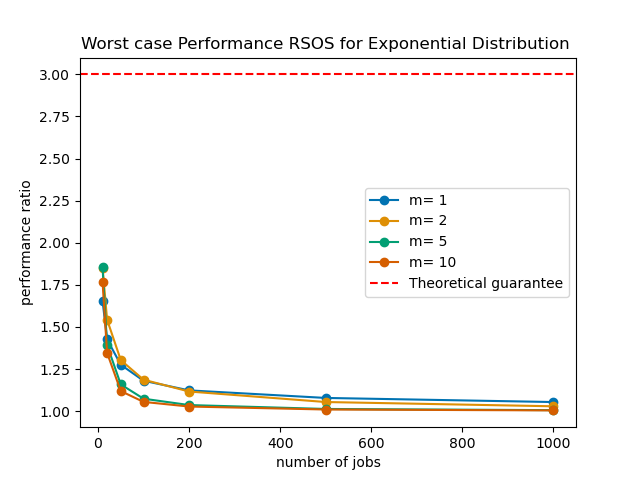 Worst case Performance RSOS for Exponential Distribution
performance ratio
3.00
2.75
2.50
2.25
2.00
1.75
1.50
1.25
1.00
m= 1
m= 2
m= 5
m= 10
Theoretical guarantee
0
200
400
600
800
1000
number of jobs